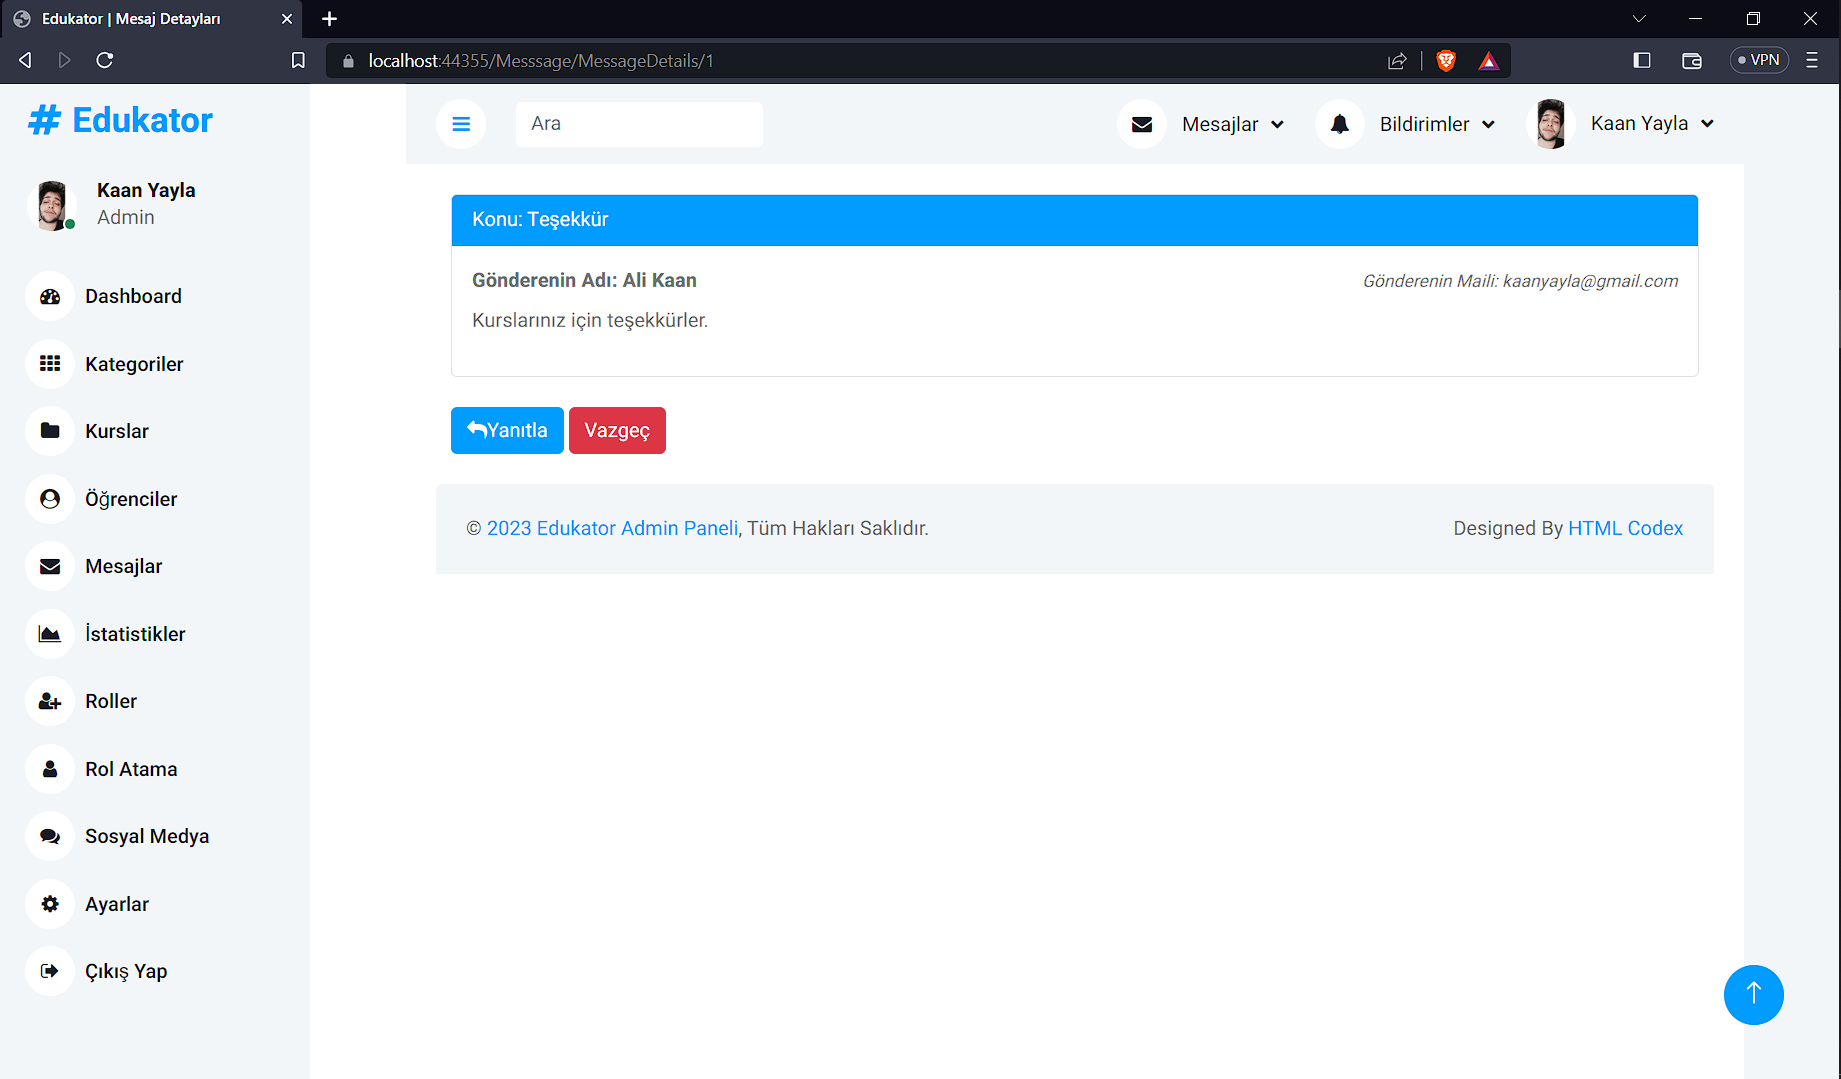 Edukator | Mesaj Detayları
localhost:44355/Messsage/MessageDetails/1
VPN
# Edukator
Ara
Mesajlar
Bildirimler
Kaan Yayla
Kaan Yayla
Admin
Dashboard
Kategoriler
Kurslar
Öğrenciler
Mesajlar
İstatistikler
Roller
Rol Atama
Sosyal Medya
Ayarlar
Çıkış Yap
Konu: Teşekkür
Gönderenin Adı: Ali Kaan
Gönderenin Maili: kaanyayla@gmail.com
Kurslarınız için teşekkürler.
Yanıtla
Vazgeç
© 2023 Edukator Admin Paneli, Tüm Hakları Saklıdır.
Designed By HTML Codex